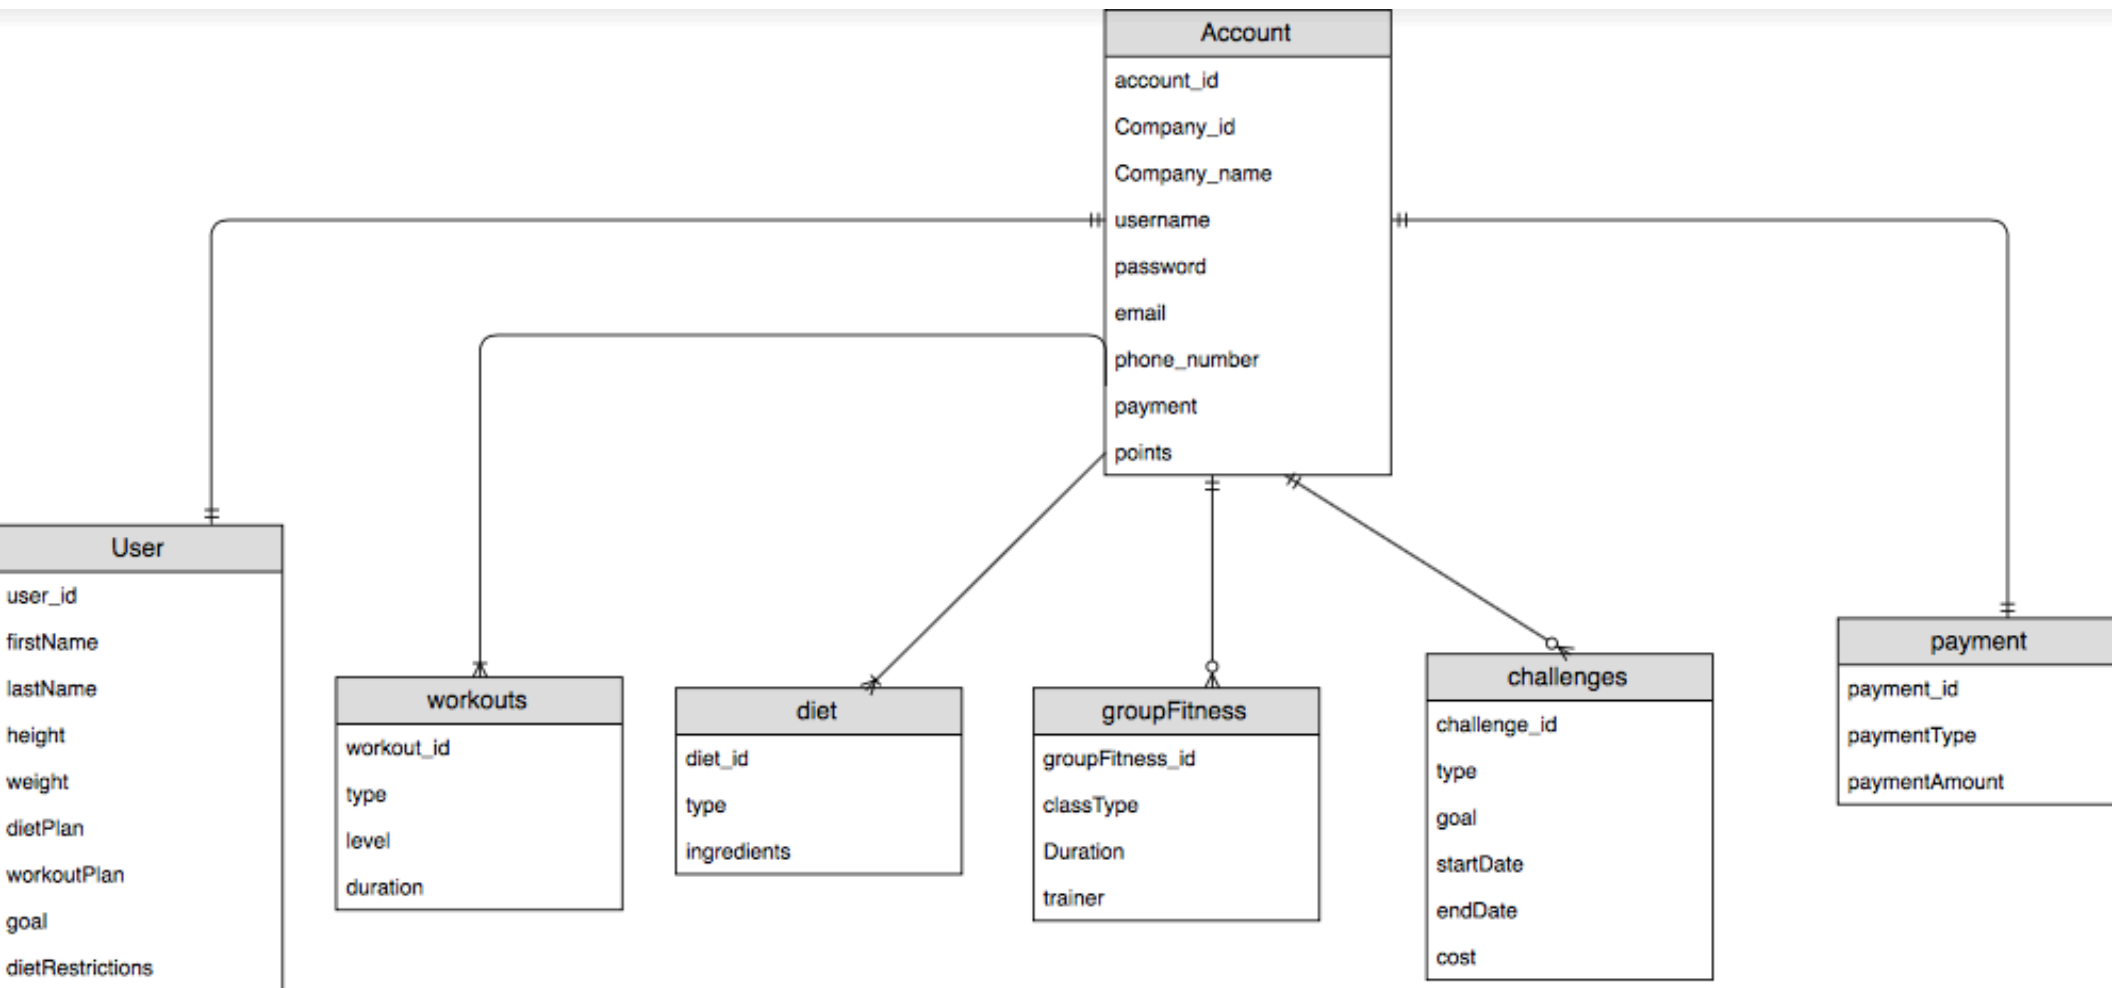 Account
account_id
Company_id
Company_name
username
password
email
phone_number
payment
points
User
user_id
firstName
lastName
height
weight
dietPlan
workoutPlan
goal
dietRestrictions
workouts
workout_id
type
level
duration
diet
diet_id
type
ingredients
groupFitness
groupFitness_id
classType
Duration
trainer
challenges
challenge_id
type
goal
startDate
endDate
cost
payment
payment_id
paymentType
paymentAmount